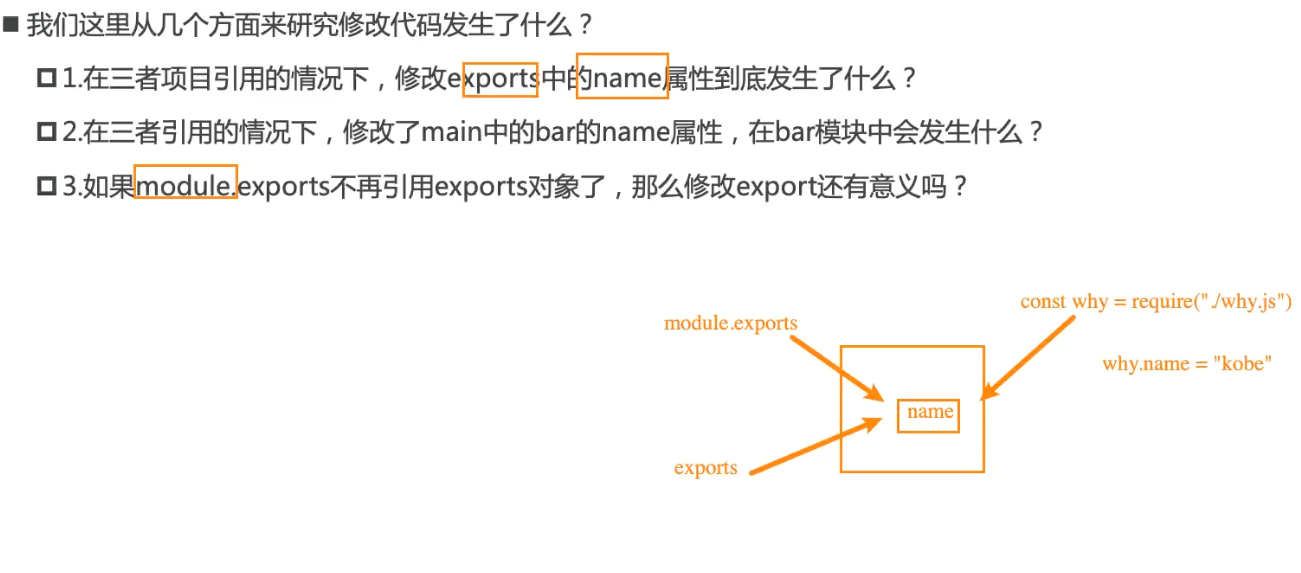 我们这里从几个方面来研究修改代码发生了什么？
1.在三者项目引用的情况下，修改exports中的name属性到底发生了什么？
2.在三者引用的情况下，修改了main中的bar的name属性，在bar模块中会发生什么？
3.如果module.exports不再引用exports对象了，那么修改export还有意义吗？
const why = require("./why.js")
module.exports
why.name = "kobe"
name
exports